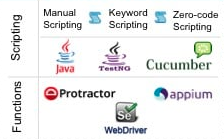 Scripting
Manual Scripting
Keyword Scripting
Zero-code Scripting
Java
TestNG
Cucumber
Functions
Protractor
appium
Se
WebDriver